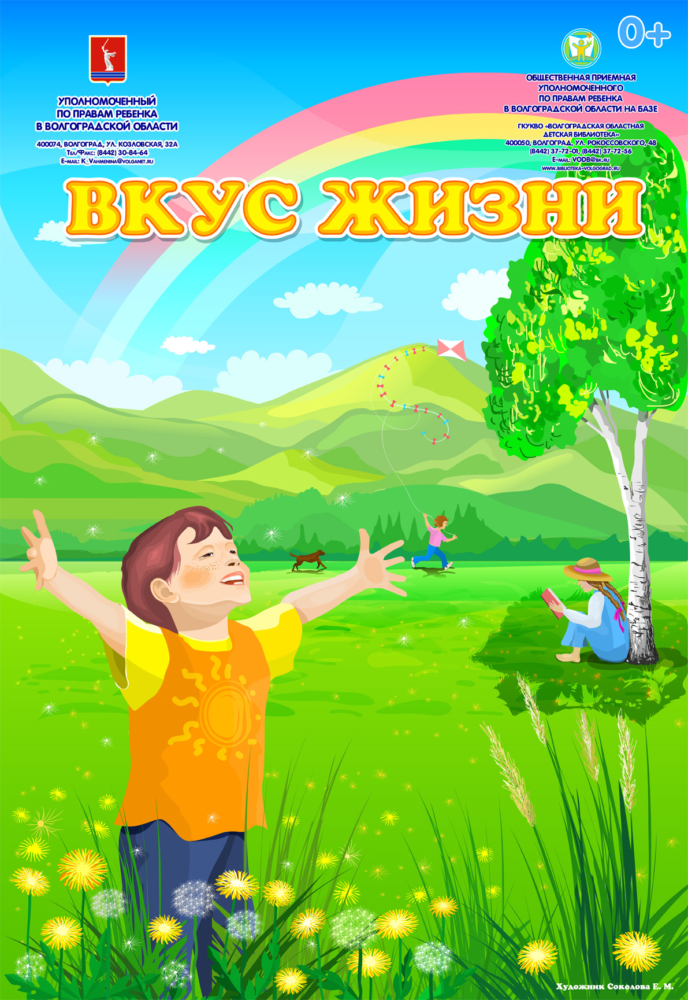 0+
УПОЛНОМОЧЕННЫЙ
ПО ПРАВАМ РЕБЕНКА
В ВОЛГОГРАДСКОЙ ОБЛАСТИ
400074, ВОЛГОГРАД, УЛ. КОЗЛОВСКАЯ, 32А
ТЕЛ/ФАКС: (8442) 30-84-64
E-MAIL: K_VAHMENINA@VOLGANET.RU
ОБЩЕСТВЕННАЯ ПРИЕМНАЯ
УПОЛНОМОЧЕННОГО
ПО ПРАВАМ РЕБЕНКА
В ВОЛГОГРАДСКОЙ ОБЛАСТИ НА БАЗЕ
ГКУКВО «ВОЛГОГРАДСКАЯ ОБЛАСТНАЯ
ДЕТСКАЯ БИБЛИОТЕКА»
400050, ВОЛГОГРАД, УЛ. РОКОССОВСКОГО, 48
(8442) 37-72-01, (8442) 37-72-56
E-MAIL: VODB@BK.RU
WWW.BIBLIOTEKA-VOLGOGRAD.RU
ВКУС ЖИЗНИ
Художник Соколова Е. М.